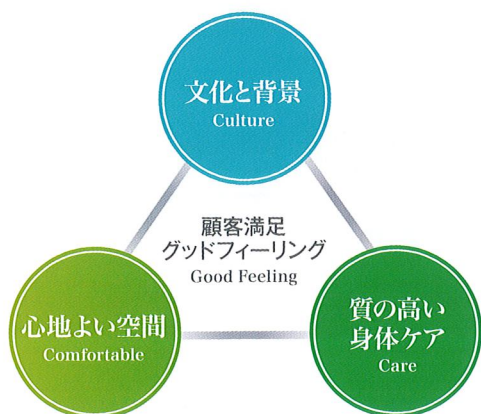 文化と背景
Culture
顧客満足
グッドフィーリング
Good Feeling
心地よい空間
Comfortable
質の高い
身体ケア
Care